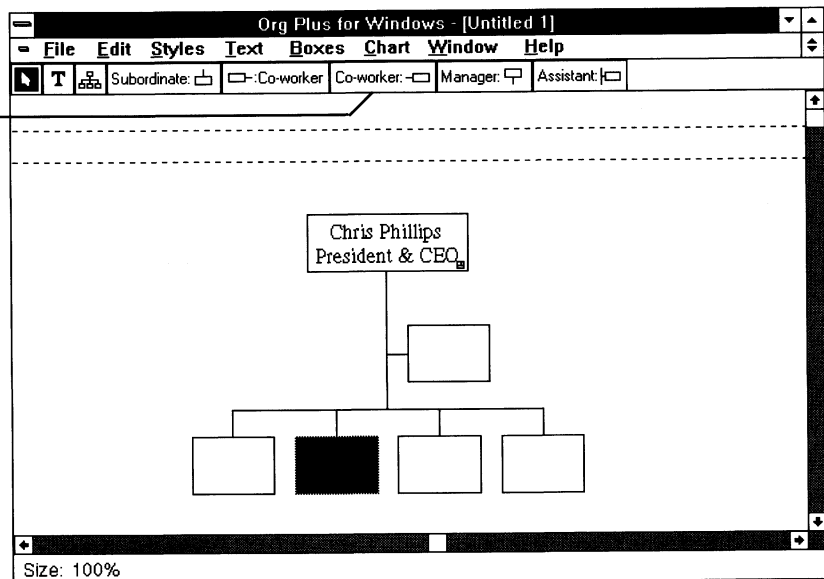 Org Plus for Windows - [Untitled 1]
File Edit Styles Text Boxes Chart Window Help
T Subordinate: :Co-worker Co-worker: Manager: Assistant:
Chris Phillips
President & CEO
Size: 100%